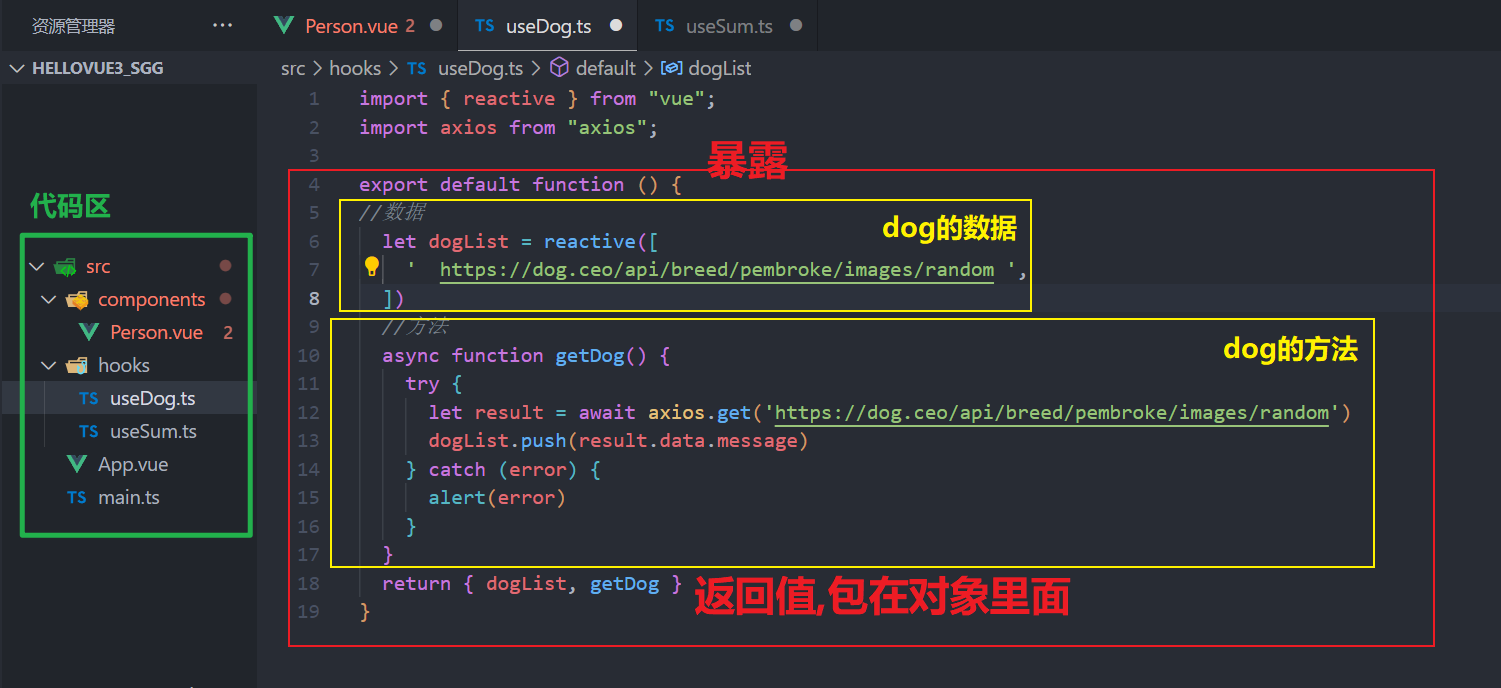 资源管理器 ···
Person.vue 2
TS useDog.ts
TS useSum.ts
HELLOVUE3_SGG
src > hooks > TS useDog.ts > default > dogList
代码区
src
components
Person.vue 2
hooks
TS useDog.ts
TS useSum.ts
App.vue
TS main.ts
1 import { reactive } from "vue";
2 import axios from "axios";
3
暴露
4 export default function () {
5 //数据
dog的数据
6 let dogList = reactive([
7 ' https://dog.ceo/api/breed/pembroke/images/random ',
8 ])
9 //方法
dog的方法
10 async function getDog() {
11 try {
12 let result = await axios.get('https://dog.ceo/api/breed/pembroke/images/random')
13 dogList.push(result.data.message)
14 } catch (error) {
15 alert(error)
16 }
17 }
18 return { dogList, getDog }
返回值,包在对象里面
19 }